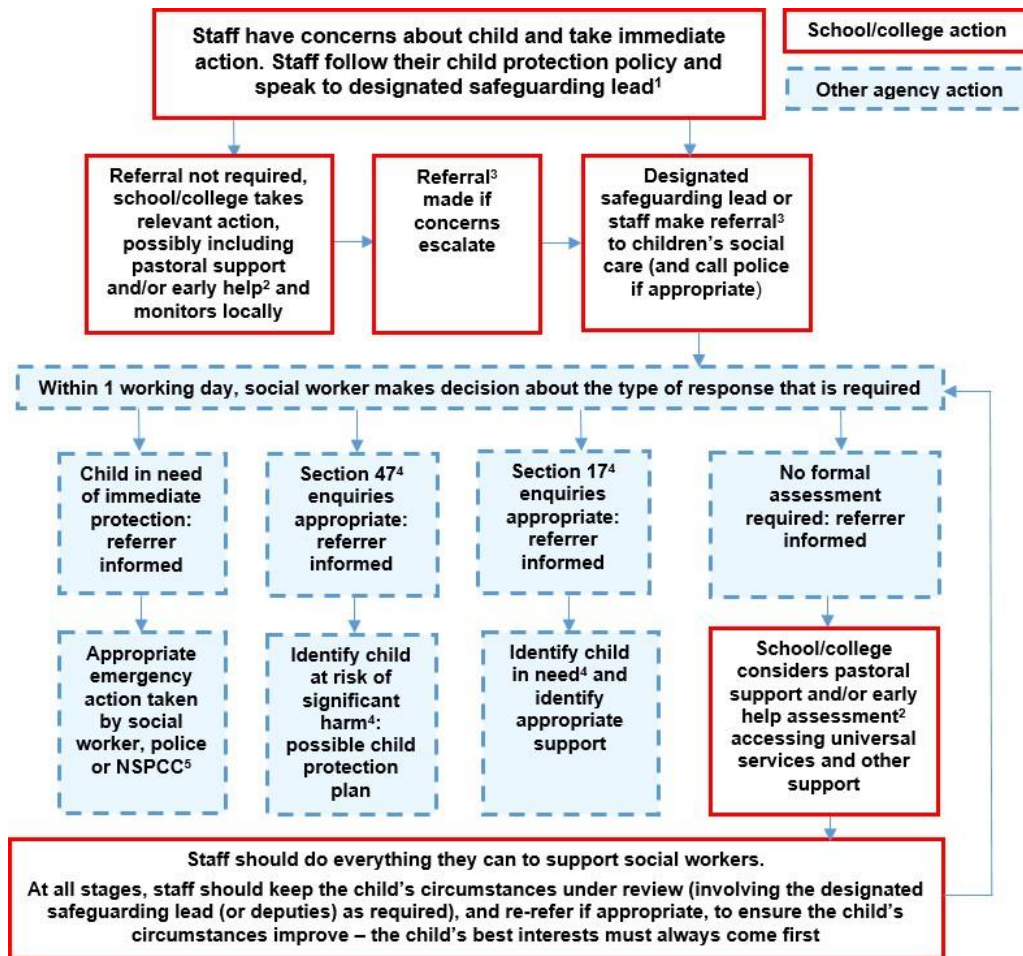 Staff have concerns about child and take immediate
action. Staff follow their child protection policy and
speak to designated safeguarding lead¹
School/college action
Other agency action
Referral not required,
school/college takes
relevant action,
possibly including
pastoral support
and/or early help² and
monitors locally
Referral³
made if
concerns
escalate
Designated
safeguarding lead or
staff make referral³
to children’s social
care (and call police
if appropriate)
Within 1 working day, social worker makes decision about the type of response that is required
Child in need
of immediate
protection:
referrer
informed
Section 47⁴
enquiries
appropriate:
referrer
informed
Section 17⁴
enquiries
appropriate:
referrer
informed
No formal
assessment
required: referrer
informed
Appropriate
emergency
action taken
by social
worker, police
or NSPCC⁵
Identify child
at risk of
significant
harm⁴:
possible child
protection
plan
Identify child
in need⁴ and
identify
appropriate
support
School/college
considers pastoral
support and/or early
help assessment²
accessing universal
services and other
support
Staff should do everything they can to support social workers.
At all stages, staff should keep the child’s circumstances under review (involving the designated
safeguarding lead (or deputies) as required), and re-refer if appropriate, to ensure the child’s
circumstances improve – the child’s best interests must always come first